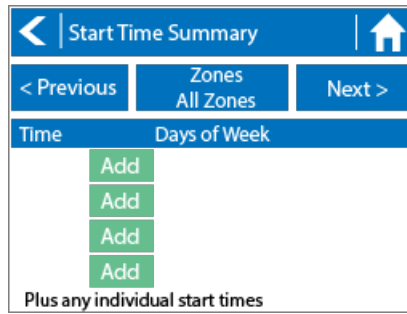 Start Time Summary
< Previous
Zones
All Zones
Next >
Time Days of Week
Add
Add
Add
Add
Plus any individual start times